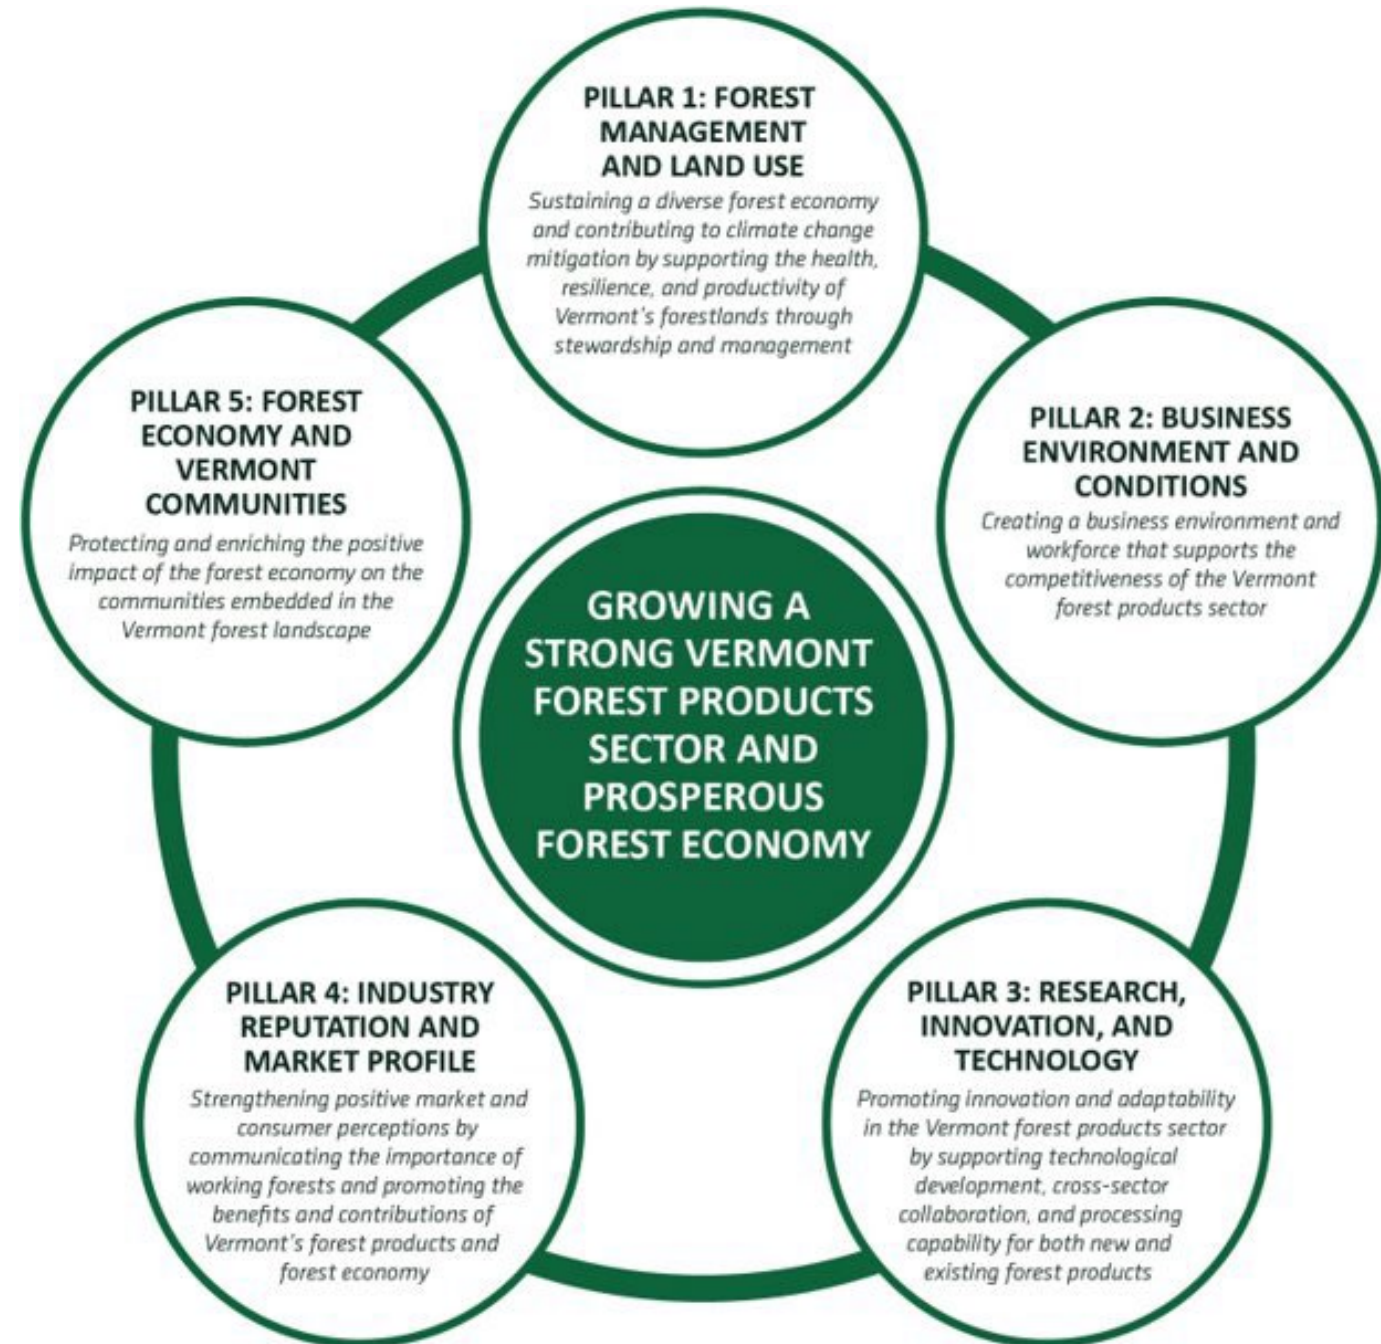 PILLAR 1: FOREST
MANAGEMENT
AND LAND USE
Sustaining a diverse forest economy
and contributing to climate change
mitigation by supporting the health,
resilience, and productivity of
Vermont's forestlands through
stewardship and management
PILLAR 2: BUSINESS
ENVIRONMENT AND
CONDITIONS
Creating a business environment and
workforce that supports the
competitiveness of the Vermont
forest products sector
PILLAR 3: RESEARCH,
INNOVATION, AND
TECHNOLOGY
Promoting innovation and adaptability
in the Vermont forest products sector
by supporting technological
development, cross-sector
collaboration, and processing
capability for both new and
existing forest products
PILLAR 4: INDUSTRY
REPUTATION AND
MARKET PROFILE
Strengthening positive market and
consumer perceptions by
communicating the importance of
working forests and promoting the
benefits and contributions of
Vermont's forest products and
forest economy
PILLAR 5: FOREST
ECONOMY AND
VERMONT
COMMUNITIES
Protecting and enriching the positive
impact of the forest economy on the
communities embedded in the
Vermont forest landscape
GROWING A
STRONG VERMONT
FOREST PRODUCTS
SECTOR AND
PROSPEROUS
FOREST ECONOMY